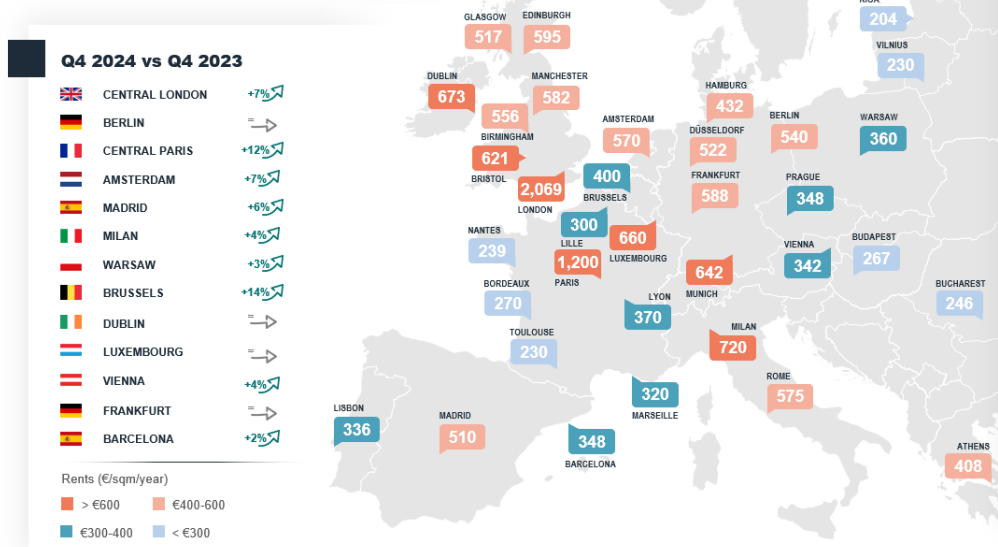 Q4 2024 vs Q4 2023
CENTRAL LONDON +7%
BERLIN =
CENTRAL PARIS +12%
AMSTERDAM +7%
MADRID +6%
MILAN +4%
WARSAW +3%
BRUSSELS +14%
DUBLIN =
LUXEMBOURG =
VIENNA +4%
FRANKFURT =
BARCELONA +2%
Rents (€/sqm/year)
> €600
€400-600
€300-400
< €300
GLASGOW
517
EDINBURGH
595
RIGA
204
VILNIUS
230
DUBLIN
673
MANCHESTER
582
556
BIRMINGHAM
621
BRISTOL
2,069
LONDON
AMSTERDAM
570
400
BRUSSELS
HAMBURG
432
BERLIN
540
WARSAW
360
DÜSSELDORF
522
FRANKFURT
588
PRAGUE
348
300
LILLE
660
LUXEMBOURG
1,200
PARIS
NANTES
239
BORDEAUX
270
TOULOUSE
230
LYON
370
642
MUNICH
VIENNA
342
BUDAPEST
267
BUCHAREST
246
MILAN
720
ROME
575
320
MARSEILLE
LISBON
336
MADRID
510
348
BARCELONA
ATHENS
408